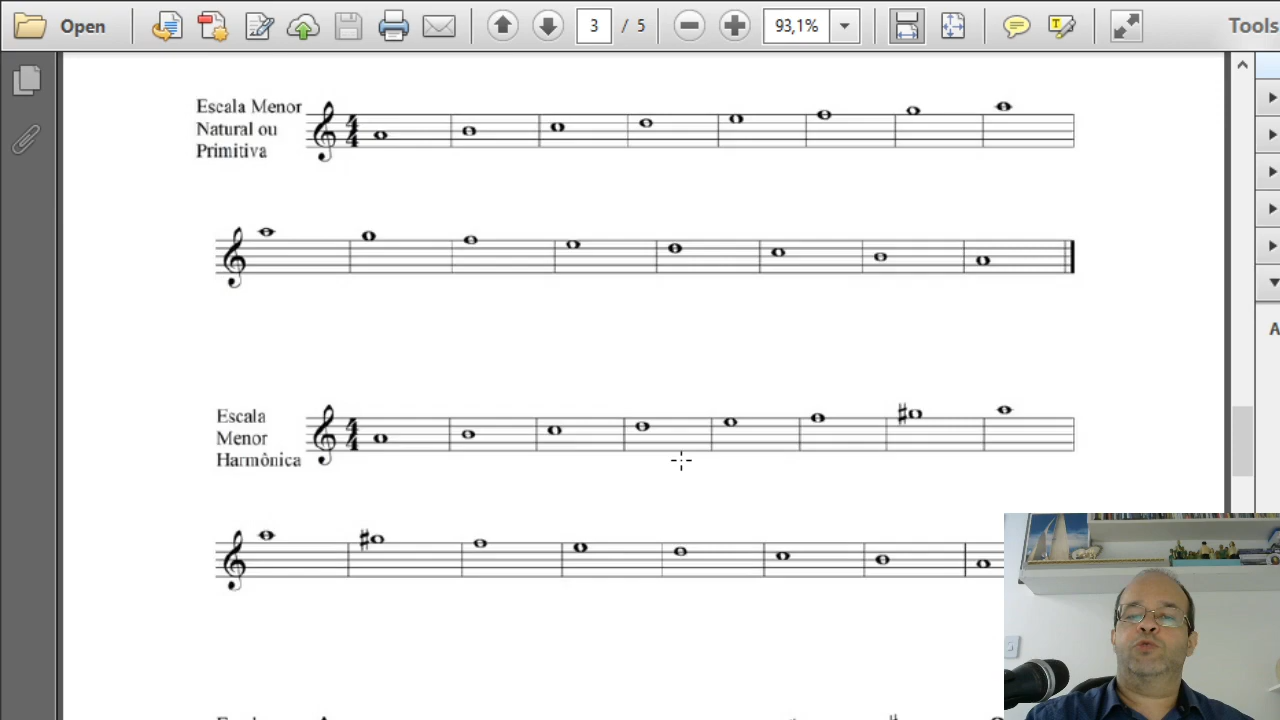 Open
3 / 5
93,1%
Tools
Escala Menor
Natural ou
Primitiva
Escala
Menor
Harmônica